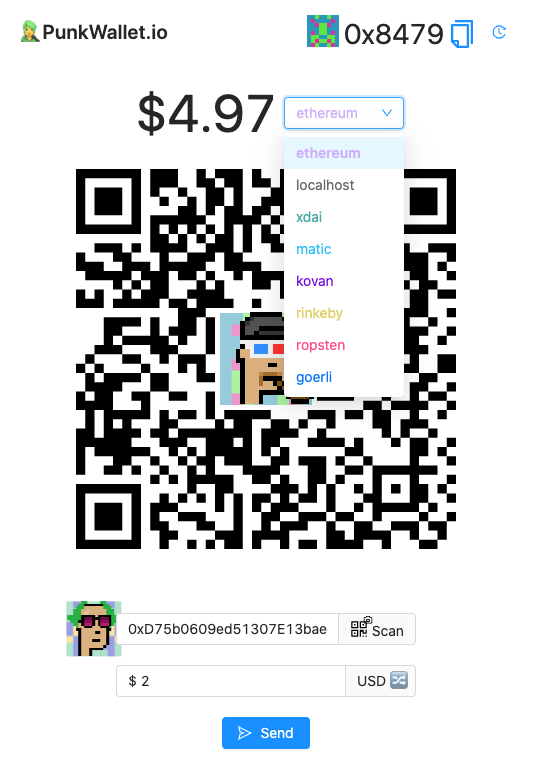 PunkWallet.io
0x8479
$4.97
ethereum
ethereum
localhost
xdai
matic
kovan
rinkeby
ropsten
goerli
0xD75b0609ed51307E13bae
Scan
$ 2
USD
Send